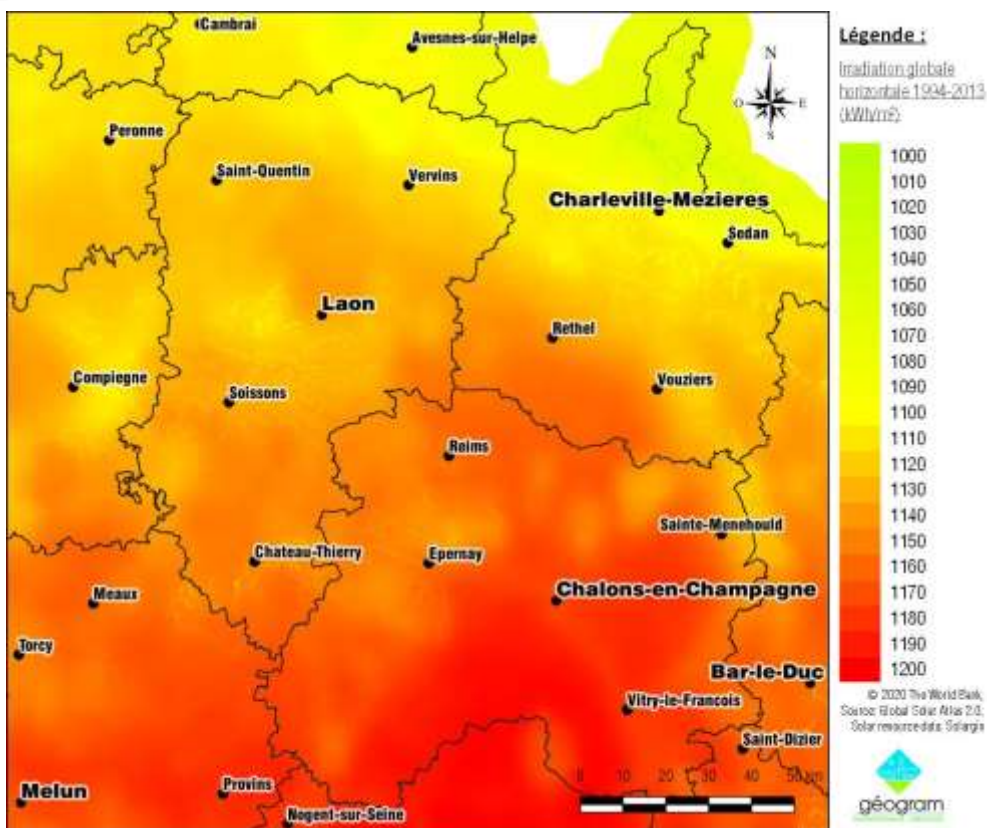 Cambrai
Avesnes-sur-Helpe
N
O
E
S
Peronne
Saint-Quentin
Vervins
Charleville-Mezieres
Sedan
Laon
Rethel
Compiegne
Soissons
Vouziers
Reims
Sainte-Menehould
Chateau-Thierry
Epernay
Chalons-en-Champagne
Meaux
Torcy
Bar-le-Duc
Vitry-le-Francois
Saint-Dizier
Melun
Provins
Nogent-sur-Seine
0 10 20 30 40 50 km
Légende :
Irradiation globale
horizontale 1994-2013
(kWh/m²)
1000
1010
1020
1030
1040
1050
1060
1070
1080
1090
1100
1110
1120
1130
1140
1150
1160
1170
1180
1190
1200
© 2020 The World Bank,
Source: Global Solar Atlas 2.0,
Solar resource data: Solargis
géogram